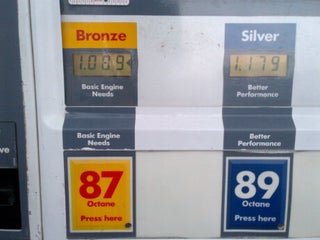 Bronze
1.089
Basic Engine
Needs
Silver
1.179
Better
Performance
Basic Engine
Needs
Better
Performance
87
Octane
Press here
89
Octane
Press here